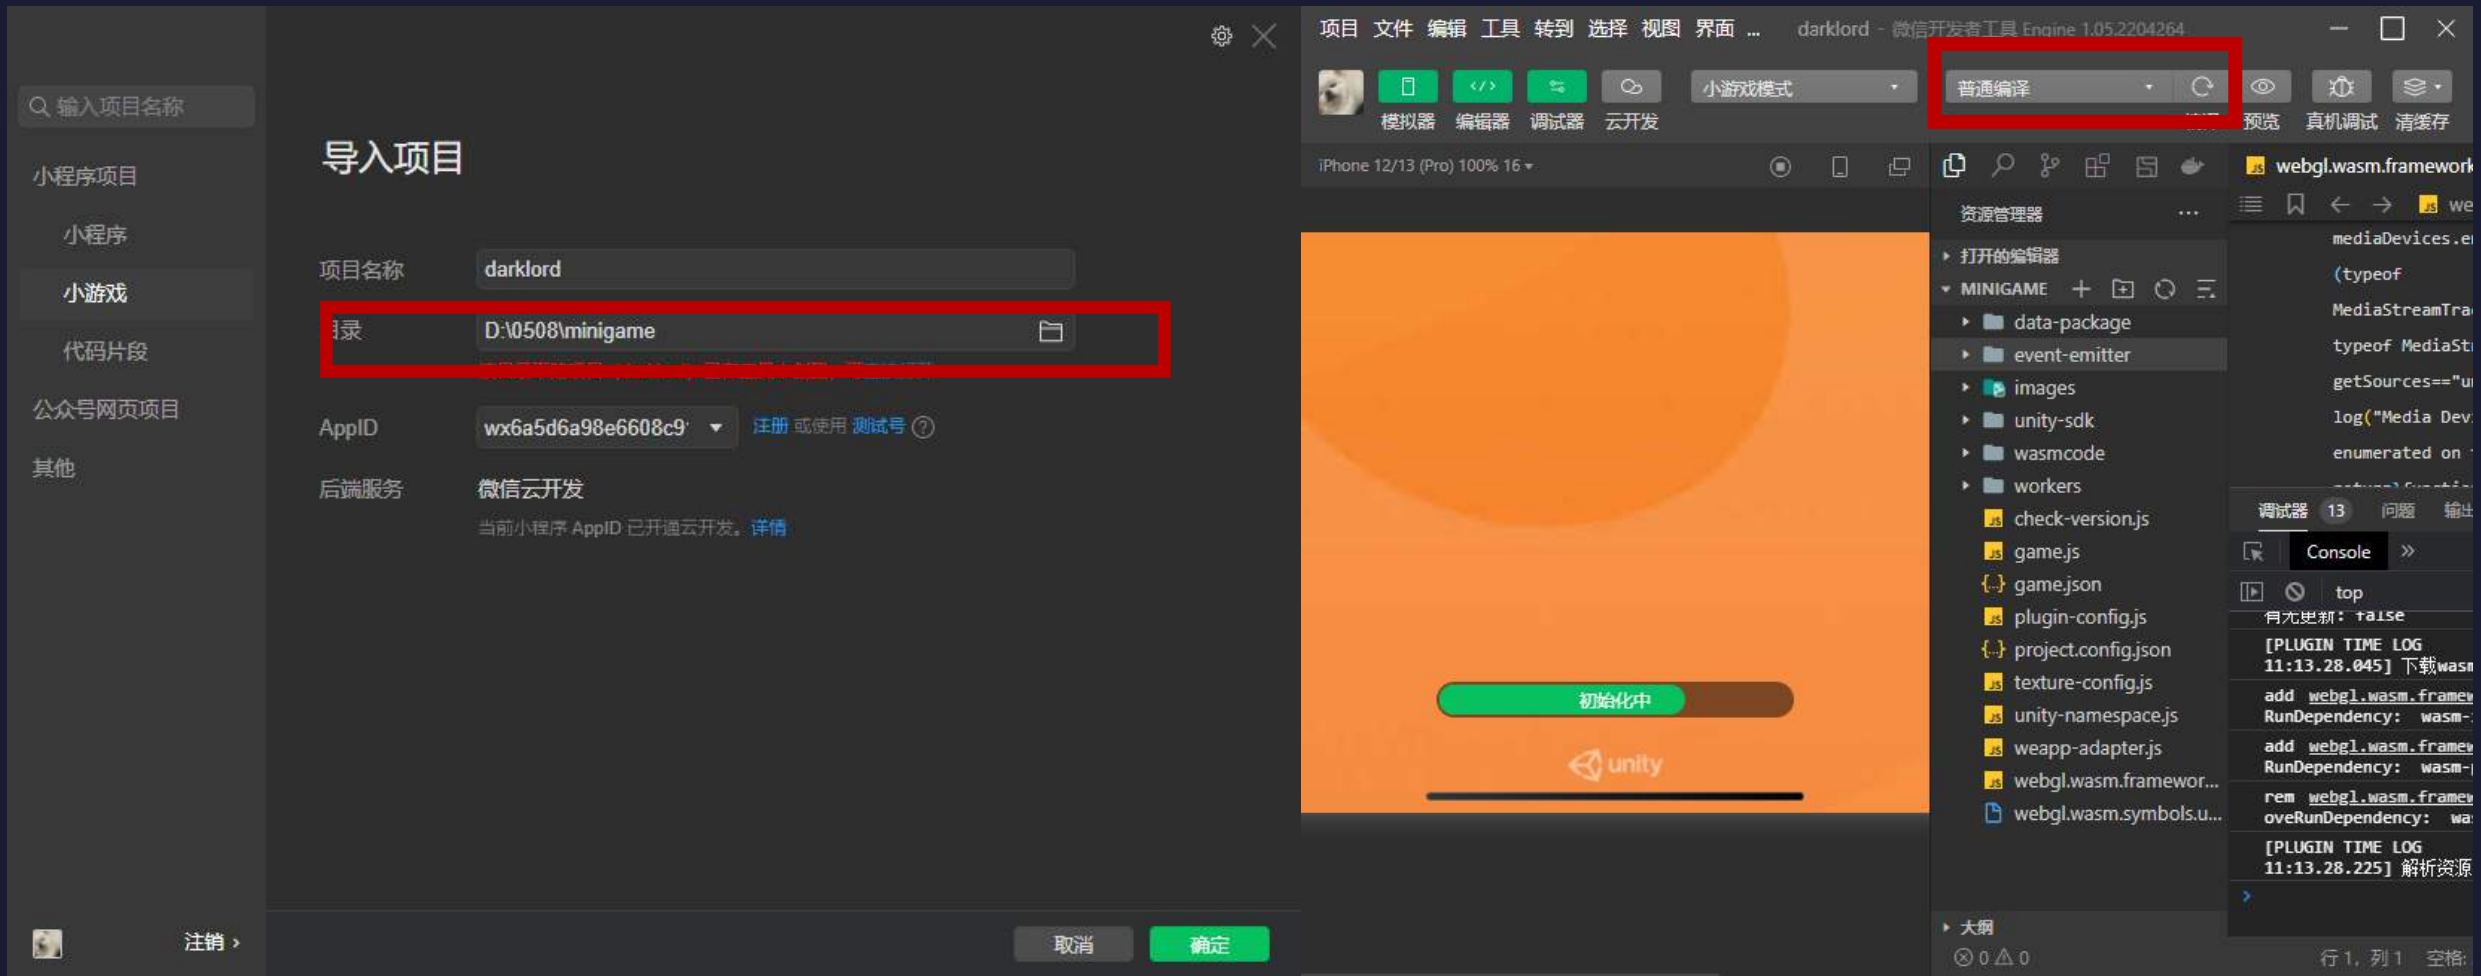 输入项目名称
小程序项目
小程序
小游戏
代码片段
公众号网页项目
其他
注销 ›
导入项目
项目名称
darklord
目录
D:\0508\minigame
AppID
wx6a5d6a98e6608c9
注册 或使用 测试号
后端服务
微信云开发
当前小程序 AppID 已开通云开发。详情
取消
确定
项目 文件 编辑 工具 转到 选择 视图 界面 ...
darklord - 微信开发者工具 Engine 1.05.2204264
模拟器
编辑器
调试器
云开发
小游戏模式
普通编译
预览
真机调试
清缓存
iPhone 12/13 (Pro) 100% 16
初始化中
unity
资源管理器
打开的编辑器
MINIGAME
data-package
event-emitter
images
unity-sdk
wasmcode
workers
check-version.js
game.js
game.json
plugin-config.js
project.config.json
texture-config.js
unity-namespace.js
weapp-adapter.js
webgl.wasm.framewor...
webgl.wasm.symbols.u...
大纲
0 0
webgl.wasm.framework
we
mediaDevices.e
(typeof
MediaStreamTra
typeof MediaSt
getSources=="u
log("Media Dev
enumerated on
调试器 13 问题 输出
Console
top
有无更新: false
[PLUGIN TIME LOG
11:13.28.045] 下载wasm
add webgl.wasm.framew
RunDependency: wasm-
add webgl.wasm.framew
RunDependency: wasm-
rem webgl.wasm.framew
oveRunDependency: wa
[PLUGIN TIME LOG
11:13.28.225] 解析资源
行 1, 列 1 空格: